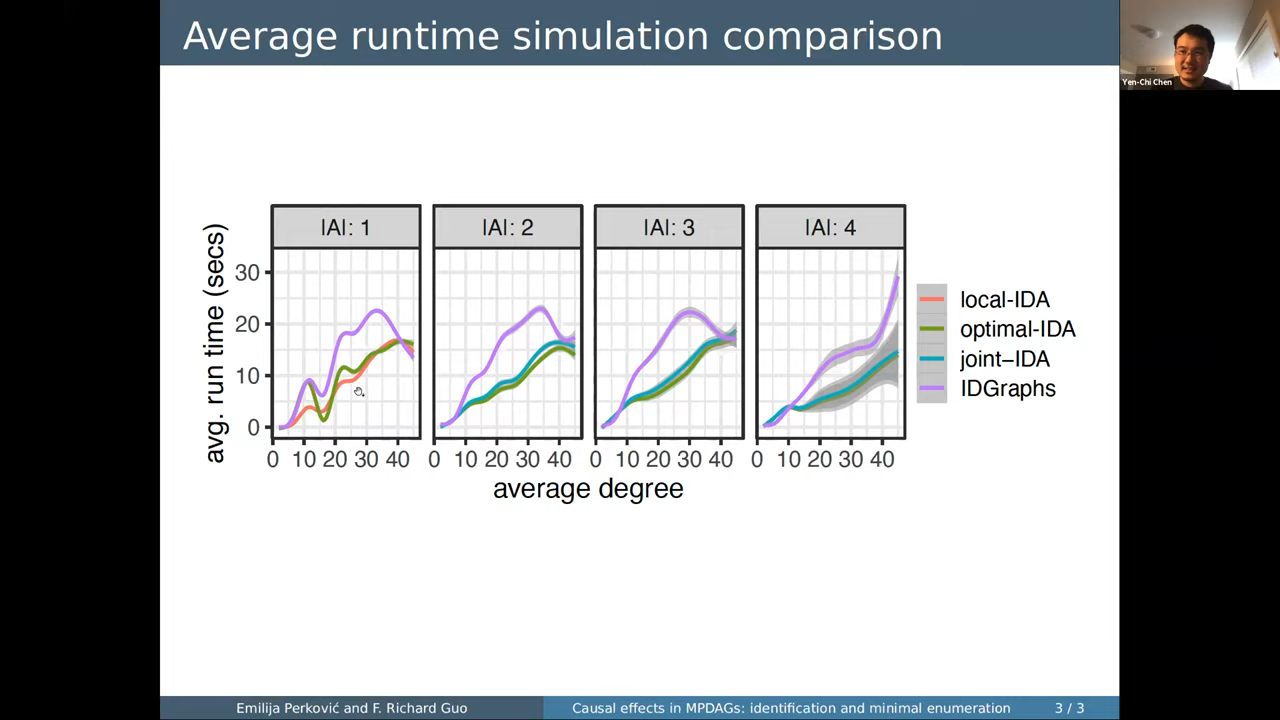 Average runtime simulation comparison
Yen-Chi Chen
|A|: 1 |A|: 2 |A|: 3 |A|: 4
avg. run time (secs)
30
20
10
0
0 10 20 30 40 0 10 20 30 40 0 10 20 30 40 0 10 20 30 40
average degree
local-IDA
optimal-IDA
joint–IDA
IDGraphs
Emilija Perković and F. Richard Guo Causal effects in MPDAGs: identification and minimal enumeration 3 / 3